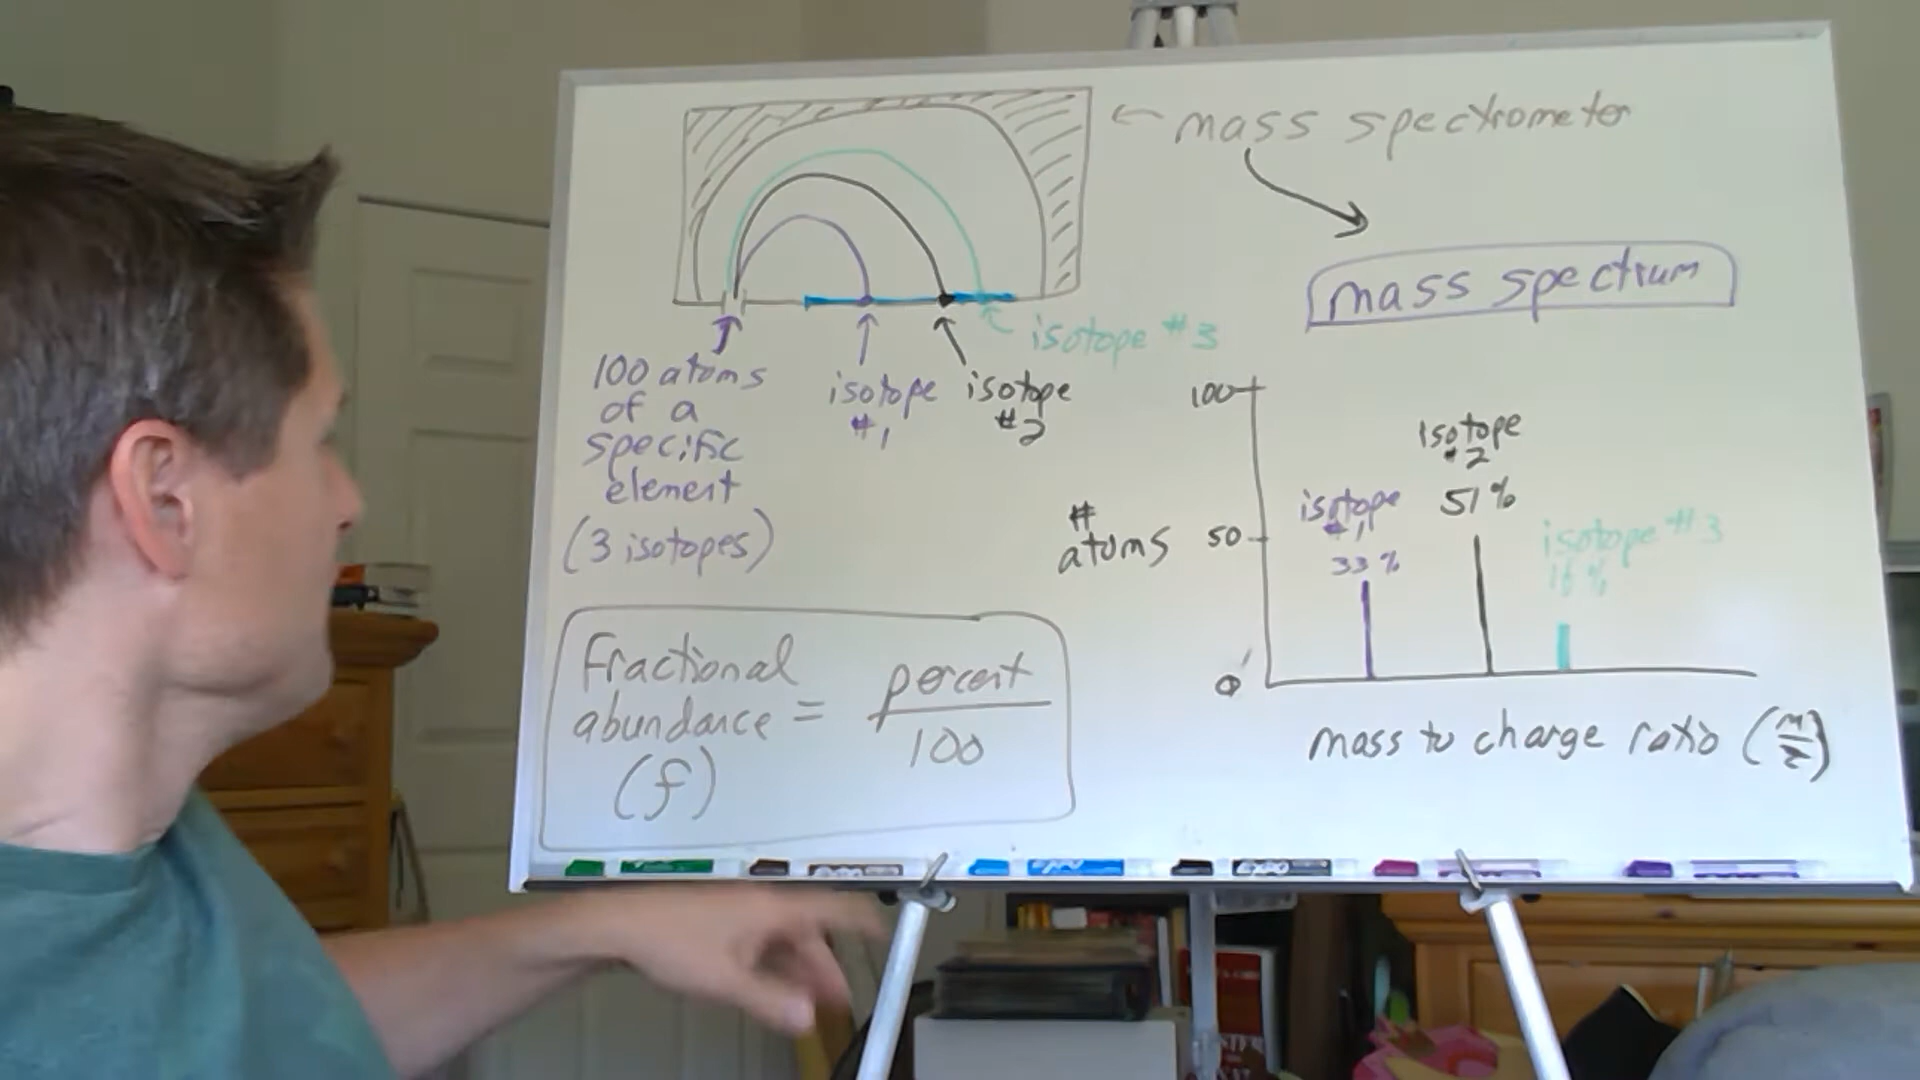 ← mass spectrometer
mass spectrum
isotope #3
100 atoms
of a
specific
element
(3 isotopes)
isotope
#1
isotope
#2
Fractional
abundance = percent
100
(f)
100
50
0
#
atoms
isotope
#1
33%
isotope
#2
51%
isotope #3
16%
mass to charge ratio (m
z)
EXPO